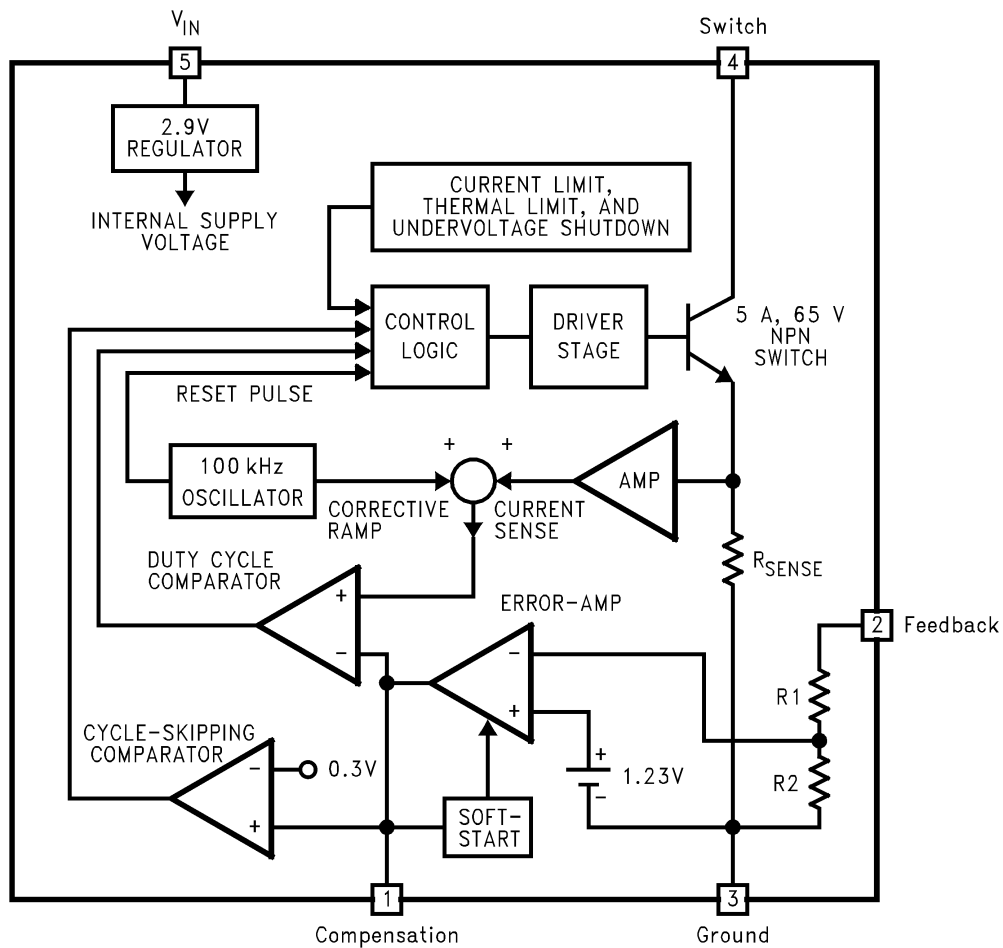 VIN
Switch
5
4
2.9V
REGULATOR
INTERNAL SUPPLY
VOLTAGE
CURRENT LIMIT,
THERMAL LIMIT, AND
UNDERVOLTAGE SHUTDOWN
CONTROL
LOGIC
DRIVER
STAGE
5 A, 65 V
NPN
SWITCH
RESET PULSE
+
+
100 kHz
OSCILLATOR
AMP
CORRECTIVE
RAMP
CURRENT
SENSE
DUTY CYCLE
COMPARATOR
RSENSE
+
ERROR-AMP
2
Feedback
−
−
R1
+
CYCLE-SKIPPING
COMPARATOR
+
−
0.3V
1.23V
R2
−
+
SOFT-
START
1
3
Compensation
Ground